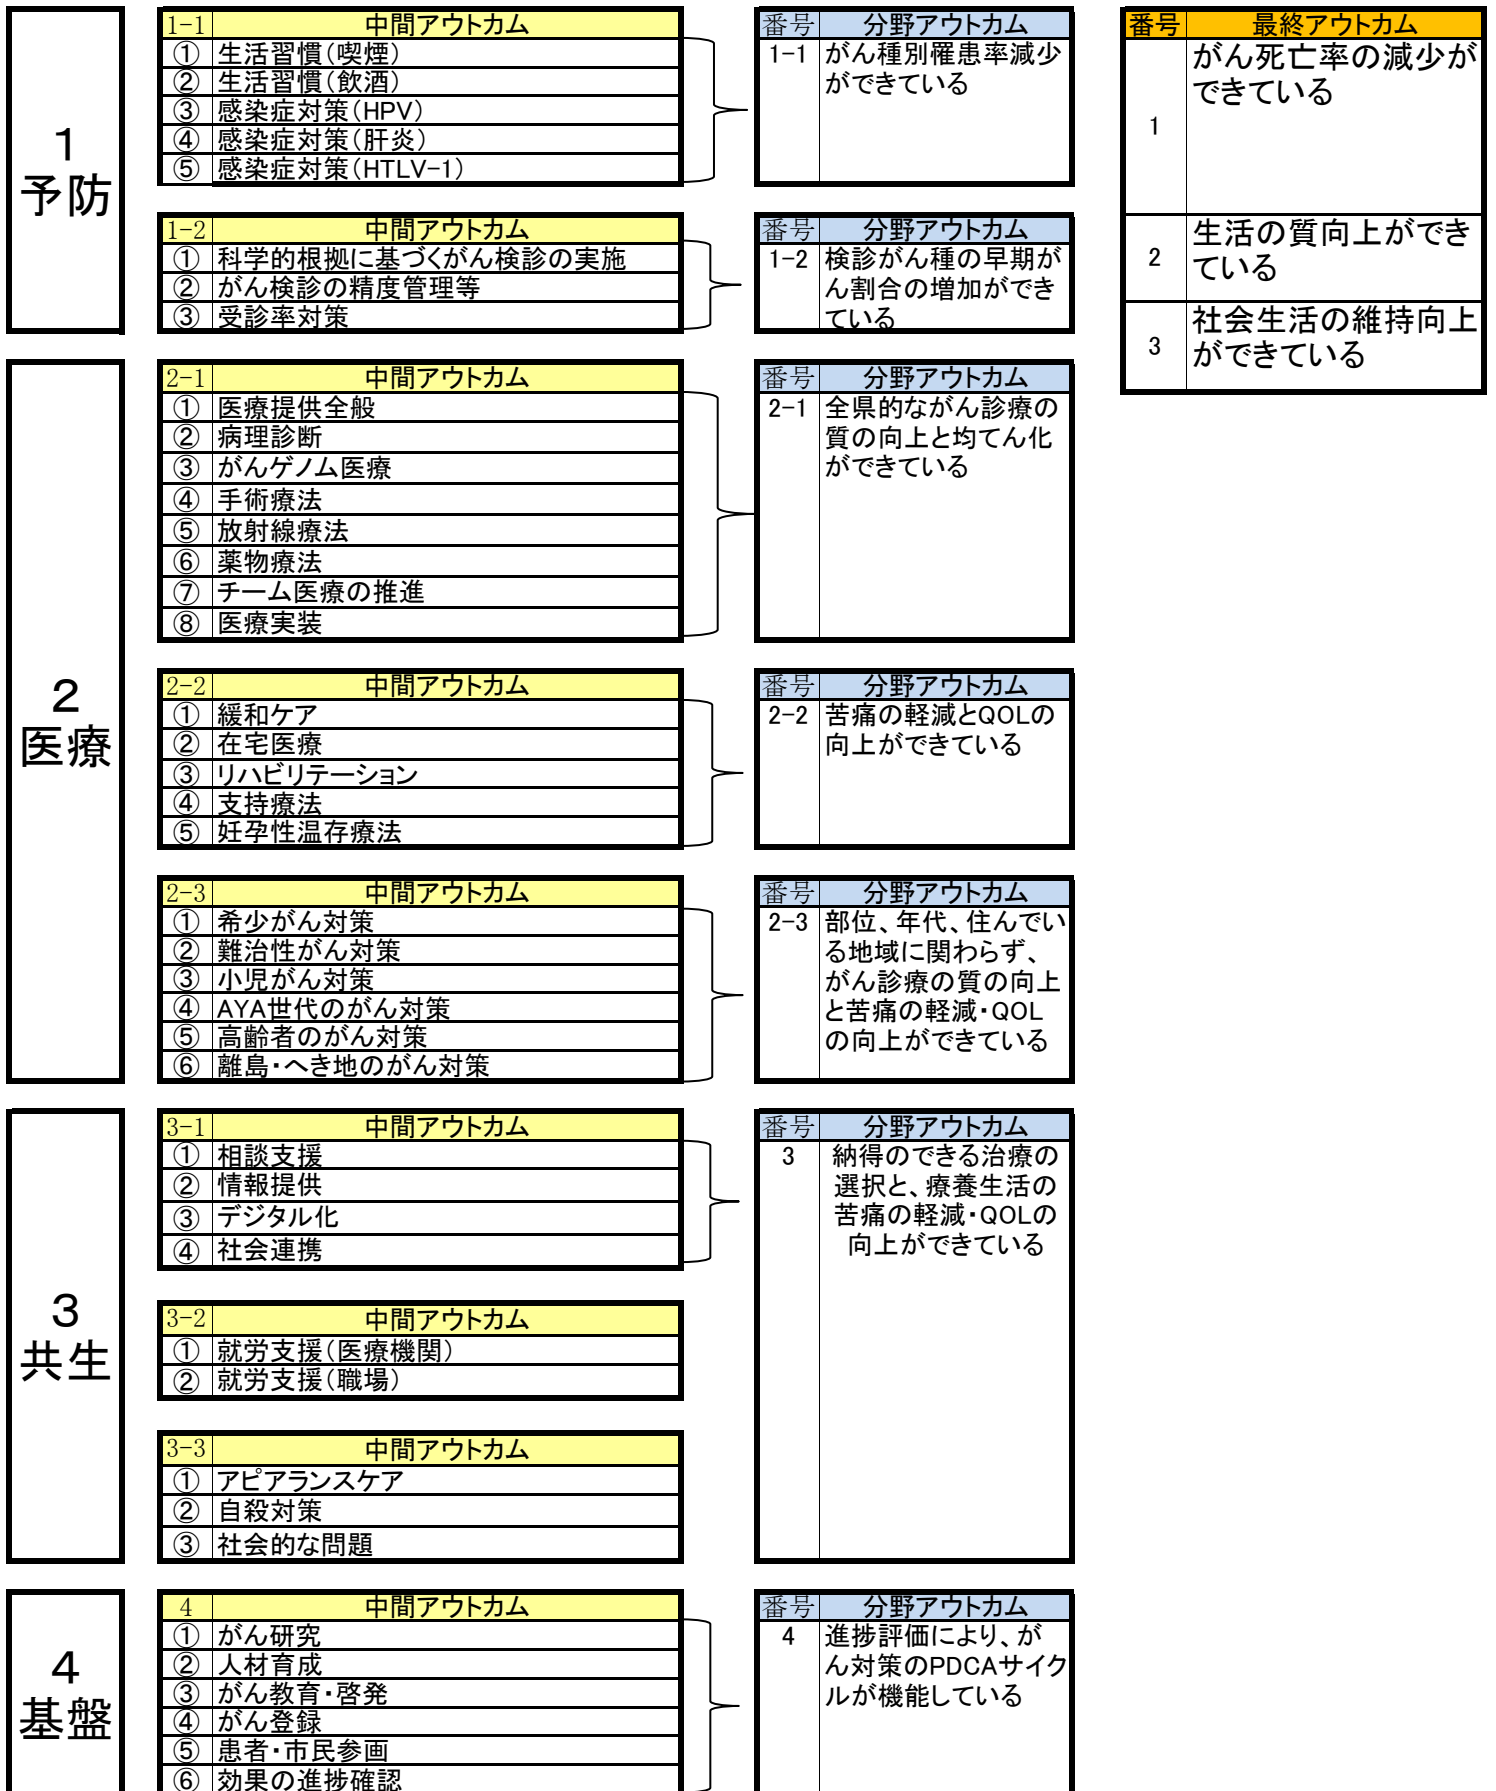 1
予防
1-1 中間アウトカム
① 生活習慣(喫煙)
② 生活習慣(飲酒)
③ 感染症対策(HPV)
④ 感染症対策(肝炎)
⑤ 感染症対策(HTLV-1)
番号 分野アウトカム
1-1 がん種別罹患率減少
ができている
1-2 中間アウトカム
① 科学的根拠に基づくがん検診の実施
② がん検診の精度管理等
③ 受診率対策
番号 分野アウトカム
1-2 検診がん種の早期が
ん割合の増加ができ
ている
番号 最終アウトカム
1 がん死亡率の減少が
できている
2 生活の質向上ができ
ている
3 社会生活の維持向上
ができている
2
医療
2-1 中間アウトカム
① 医療提供全般
② 病理診断
③ がんゲノム医療
④ 手術療法
⑤ 放射線療法
⑥ 薬物療法
⑦ チーム医療の推進
⑧ 医療実装
番号 分野アウトカム
2-1 全県的ながん診療の
質の向上と均てん化
ができている
2-2 中間アウトカム
① 緩和ケア
② 在宅医療
③ リハビリテーション
④ 支持療法
⑤ 妊孕性温存療法
番号 分野アウトカム
2-2 苦痛の軽減とQOLの
向上ができている
2-3 中間アウトカム
① 希少がん対策
② 難治性がん対策
③ 小児がん対策
④ AYA世代のがん対策
⑤ 高齢者のがん対策
⑥ 離島・へき地のがん対策
番号 分野アウトカム
2-3 部位、年代、住んでい
る地域に関わらず、
がん診療の質の向上
と苦痛の軽減・QOL
の向上ができている
3
共生
3-1 中間アウトカム
① 相談支援
② 情報提供
③ デジタル化
④ 社会連携
番号 分野アウトカム
3 納得のできる治療の
選択と、療養生活の
苦痛の軽減・QOLの
向上ができている
3-2 中間アウトカム
① 就労支援(医療機関)
② 就労支援(職場)
3-3 中間アウトカム
① アピアランスケア
② 自殺対策
③ 社会的な問題
4
基盤
4 中間アウトカム
① がん研究
② 人材育成
③ がん教育・啓発
④ がん登録
⑤ 患者・市民参画
⑥ 効果の進捗確認
番号 分野アウトカム
4 進捗評価により、が
ん対策のPDCAサイク
ルが機能している